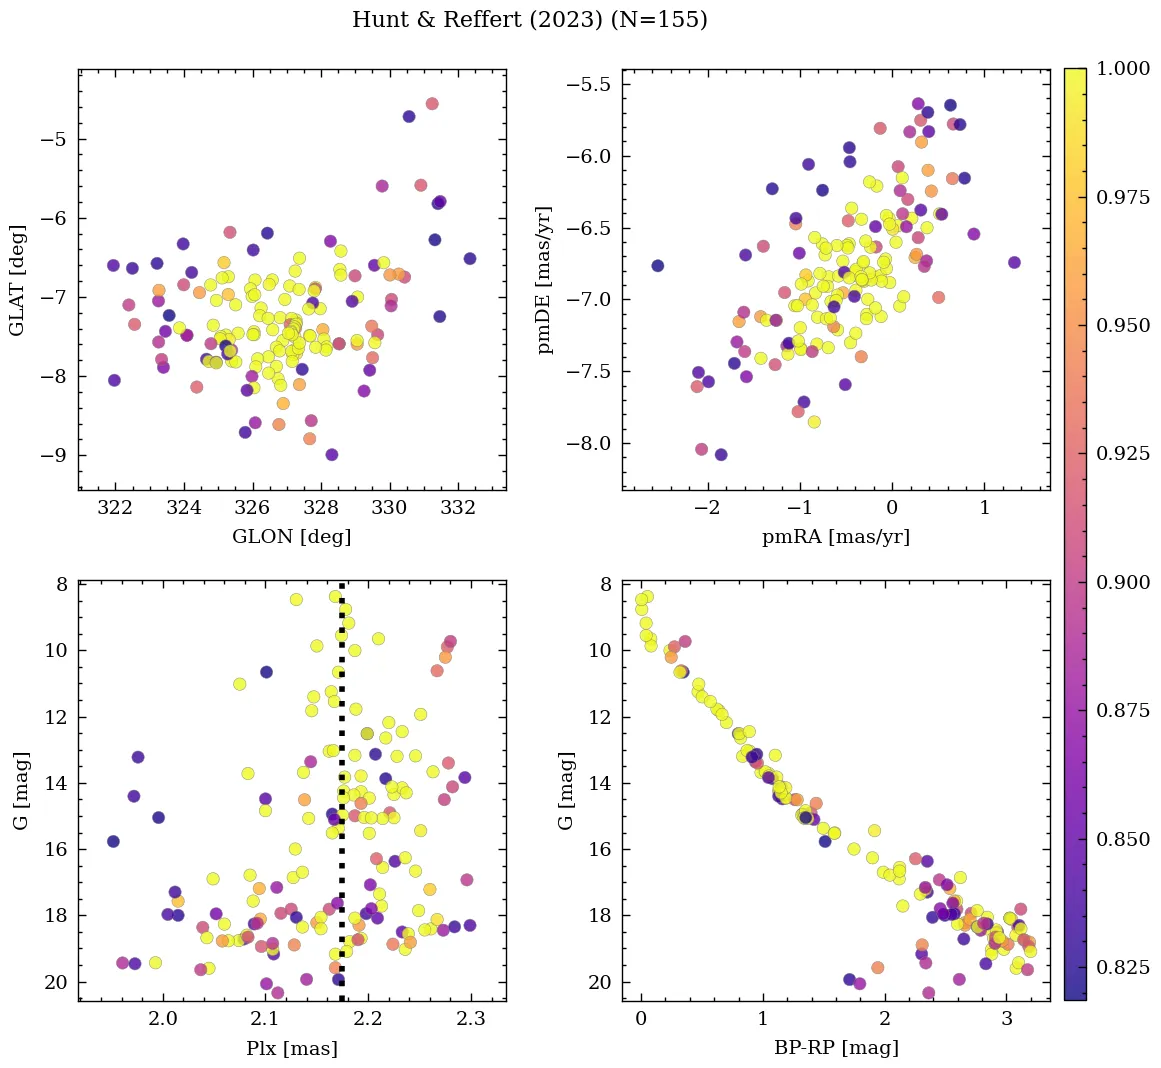 Hunt & Reffert (2023) (N=155)
−5
−6
−7
−8
−9
GLAT [deg]
322 324 326 328 330 332
GLON [deg]
−5.5
−6.0
−6.5
−7.0
−7.5
−8.0
pmDE [mas/yr]
−2 −1 0 1
pmRA [mas/yr]
1.000
0.975
0.950
0.925
0.900
0.875
0.850
0.825
8
10
12
14
16
18
20
G [mag]
2.0 2.1 2.2 2.3
Plx [mas]
8
10
12
14
16
18
20
G [mag]
0 1 2 3
BP-RP [mag]